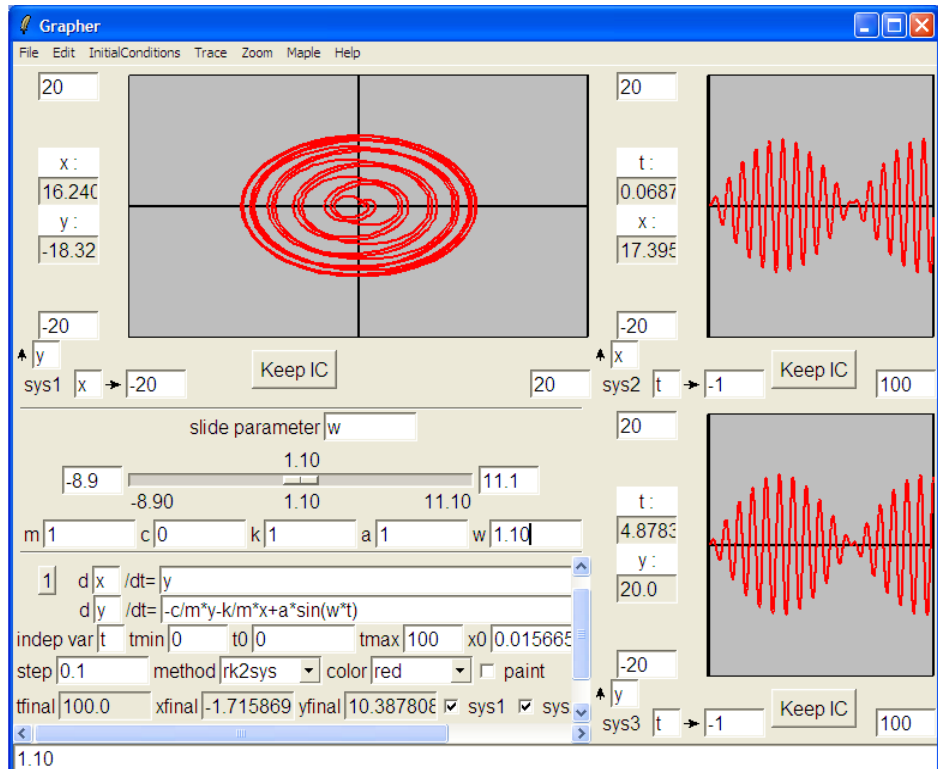 Grapher
File Edit InitialConditions Trace Zoom Maple Help
20
x :
16.240
y :
-18.32
-20
y
sys1 x -20 Keep IC 20
20
t :
0.0687
x :
17.395
-20
x
sys2 t -1 Keep IC 100
slide parameter w
1.10
-8.9 11.1
-8.90 1.10 11.10
m 1 c 0 k 1 a 1 w 1.10
1 d x /dt= y
d y /dt= -c/m*y-k/m*x+a*sin(w*t)
indep var t tmin 0 t0 0 tmax 100 x0 0.015665
step 0.1 method rk2sys color red paint
tfinal 100.0 xfinal -1.715869 yfinal 10.387808 sys1 sys
20
t :
4.8783
y :
20.0
-20
y
sys3 t -1 Keep IC 100
1.10